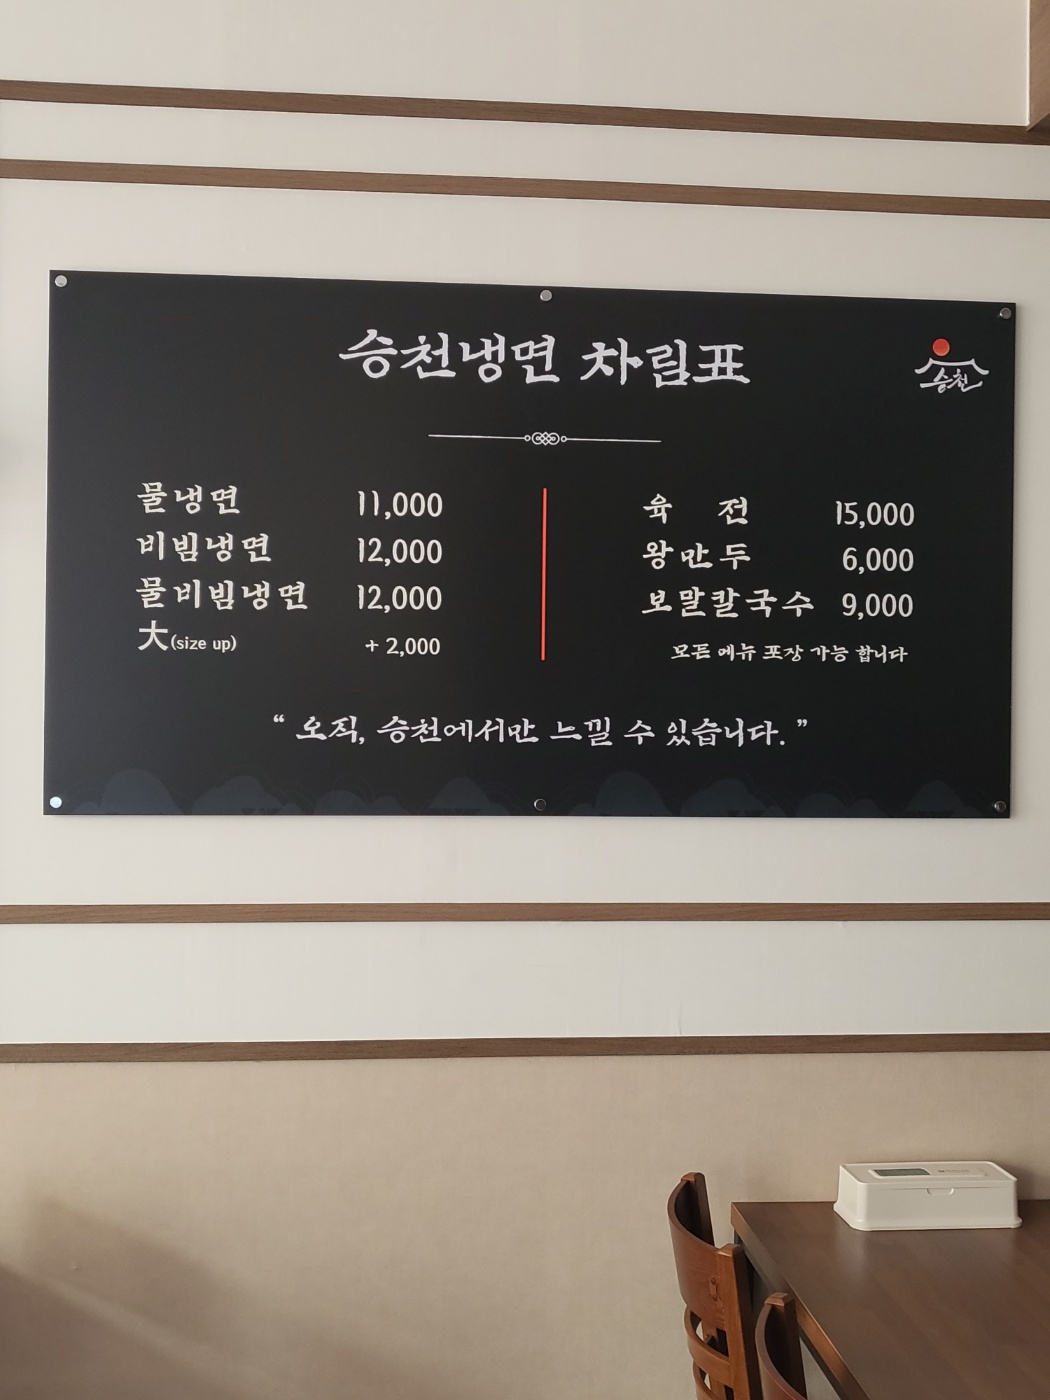 승천냉면 차림표
승천
물냉면 11,000
비빔냉면 12,000
물비빔냉면 12,000
大(size up) + 2,000
육 전 15,000
왕만두 6,000
보말칼국수 9,000
모든 메뉴 포장 가능 합니다
“ 오직, 승천에서만 느낄 수 있습니다. ”